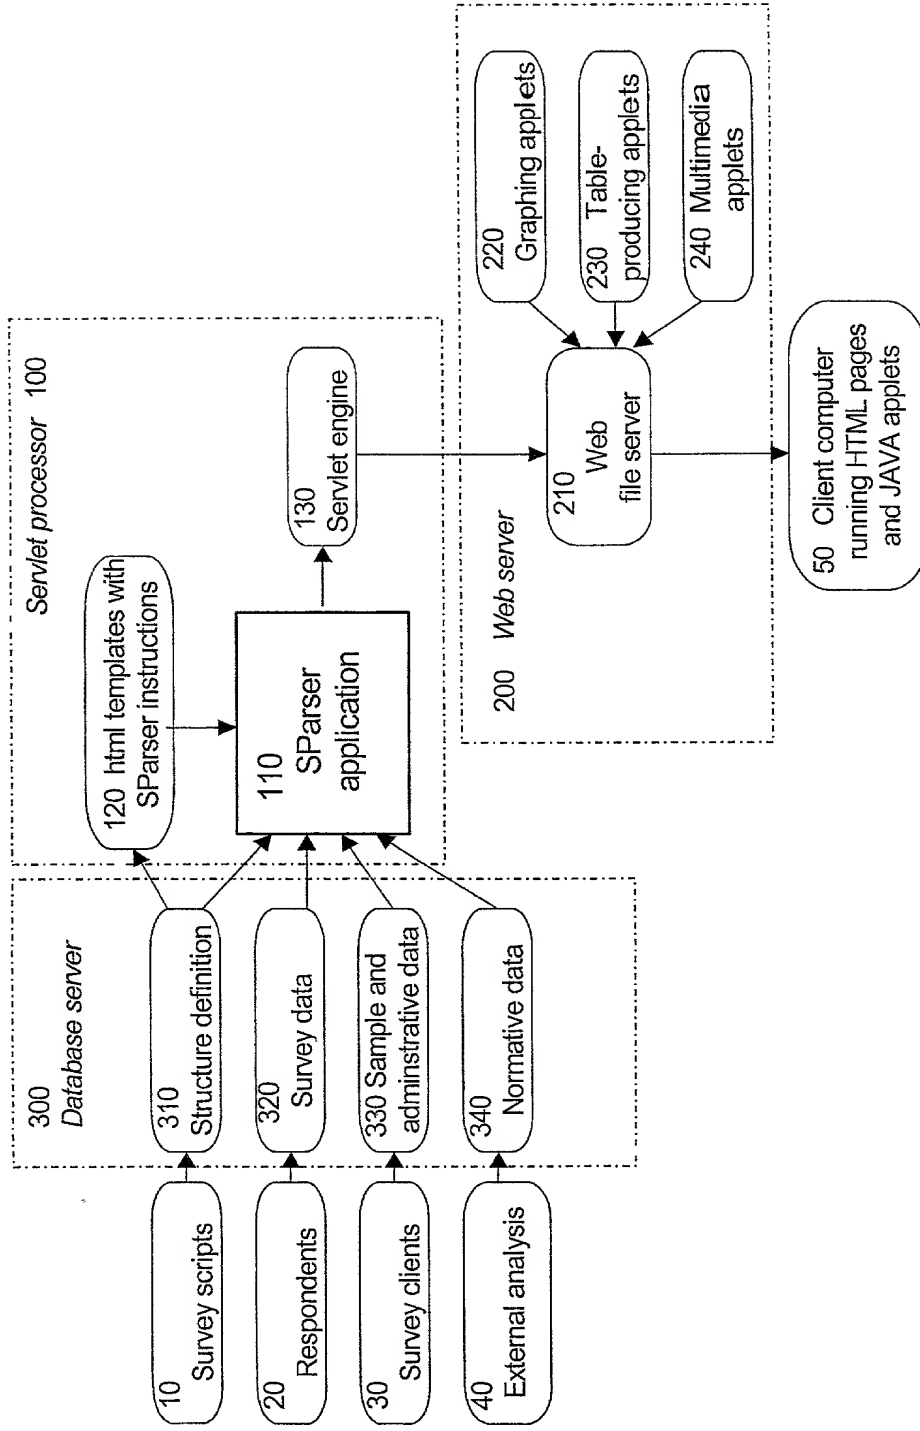 10
Survey scripts
20
Respondents
30
Survey clients
40
External analysis
300
Database server
310
Structure definition
320
Survey data
330 Sample and
adminstrative data
340
Normative data
Servlet processor 100
120 html templates with
SParser instructions
110
SParser
application
130
Servlet engine
200 Web server
210
Web
file server
220
Graphing applets
230 Table-
producing applets
240 Multimedia
applets
50 Client computer
running HTML pages
and JAVA applets